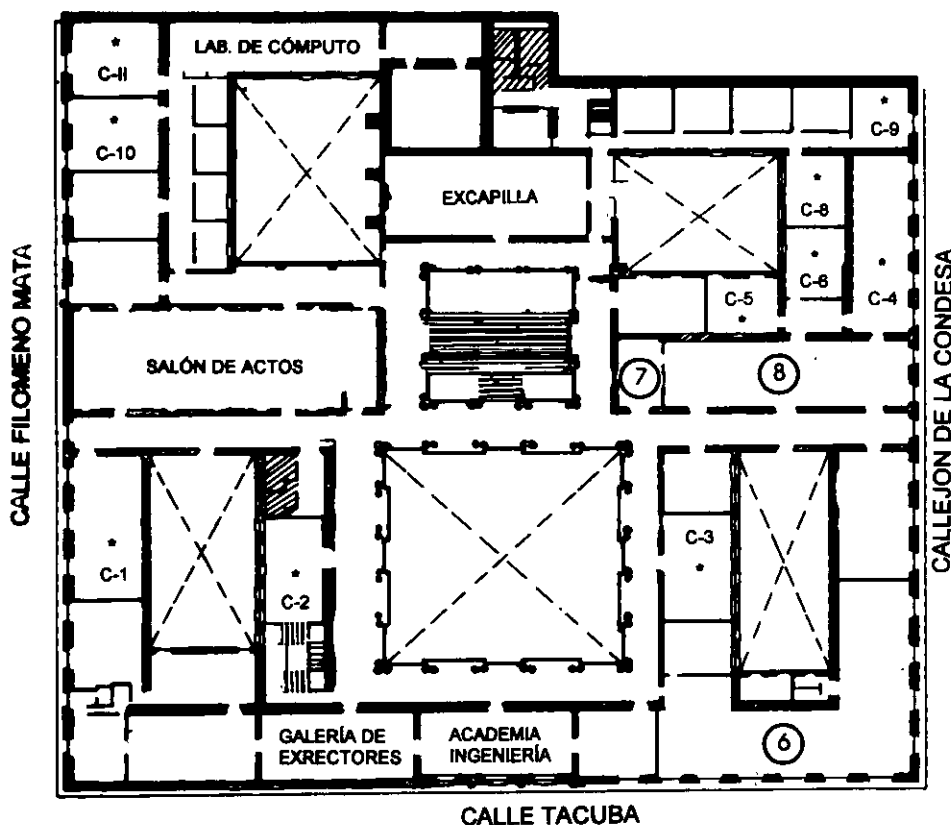 LAB. DE CÓMPUTO
C-II
C-9
C-10
EXCAPILLA
C-8
C-6
C-4
C-5
SALÓN DE ACTOS
7
8
CALLE FILOMENO MATA
CALLEJON DE LA CONDESA
C-1
C-2
C-3
GALERÍA DE
EXRECTORES
ACADEMIA
INGENIERÍA
6
CALLE TACUBA